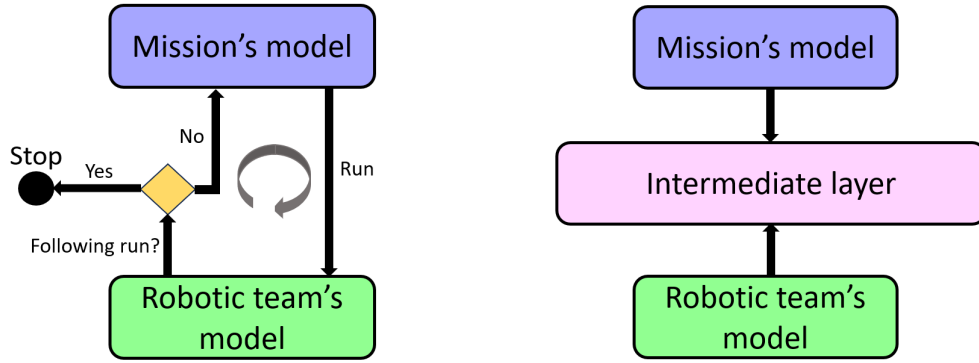 Mission's model
No
Run
Stop
Yes
Following run?
Robotic team's
model
Mission's model
Intermediate layer
Robotic team's
model